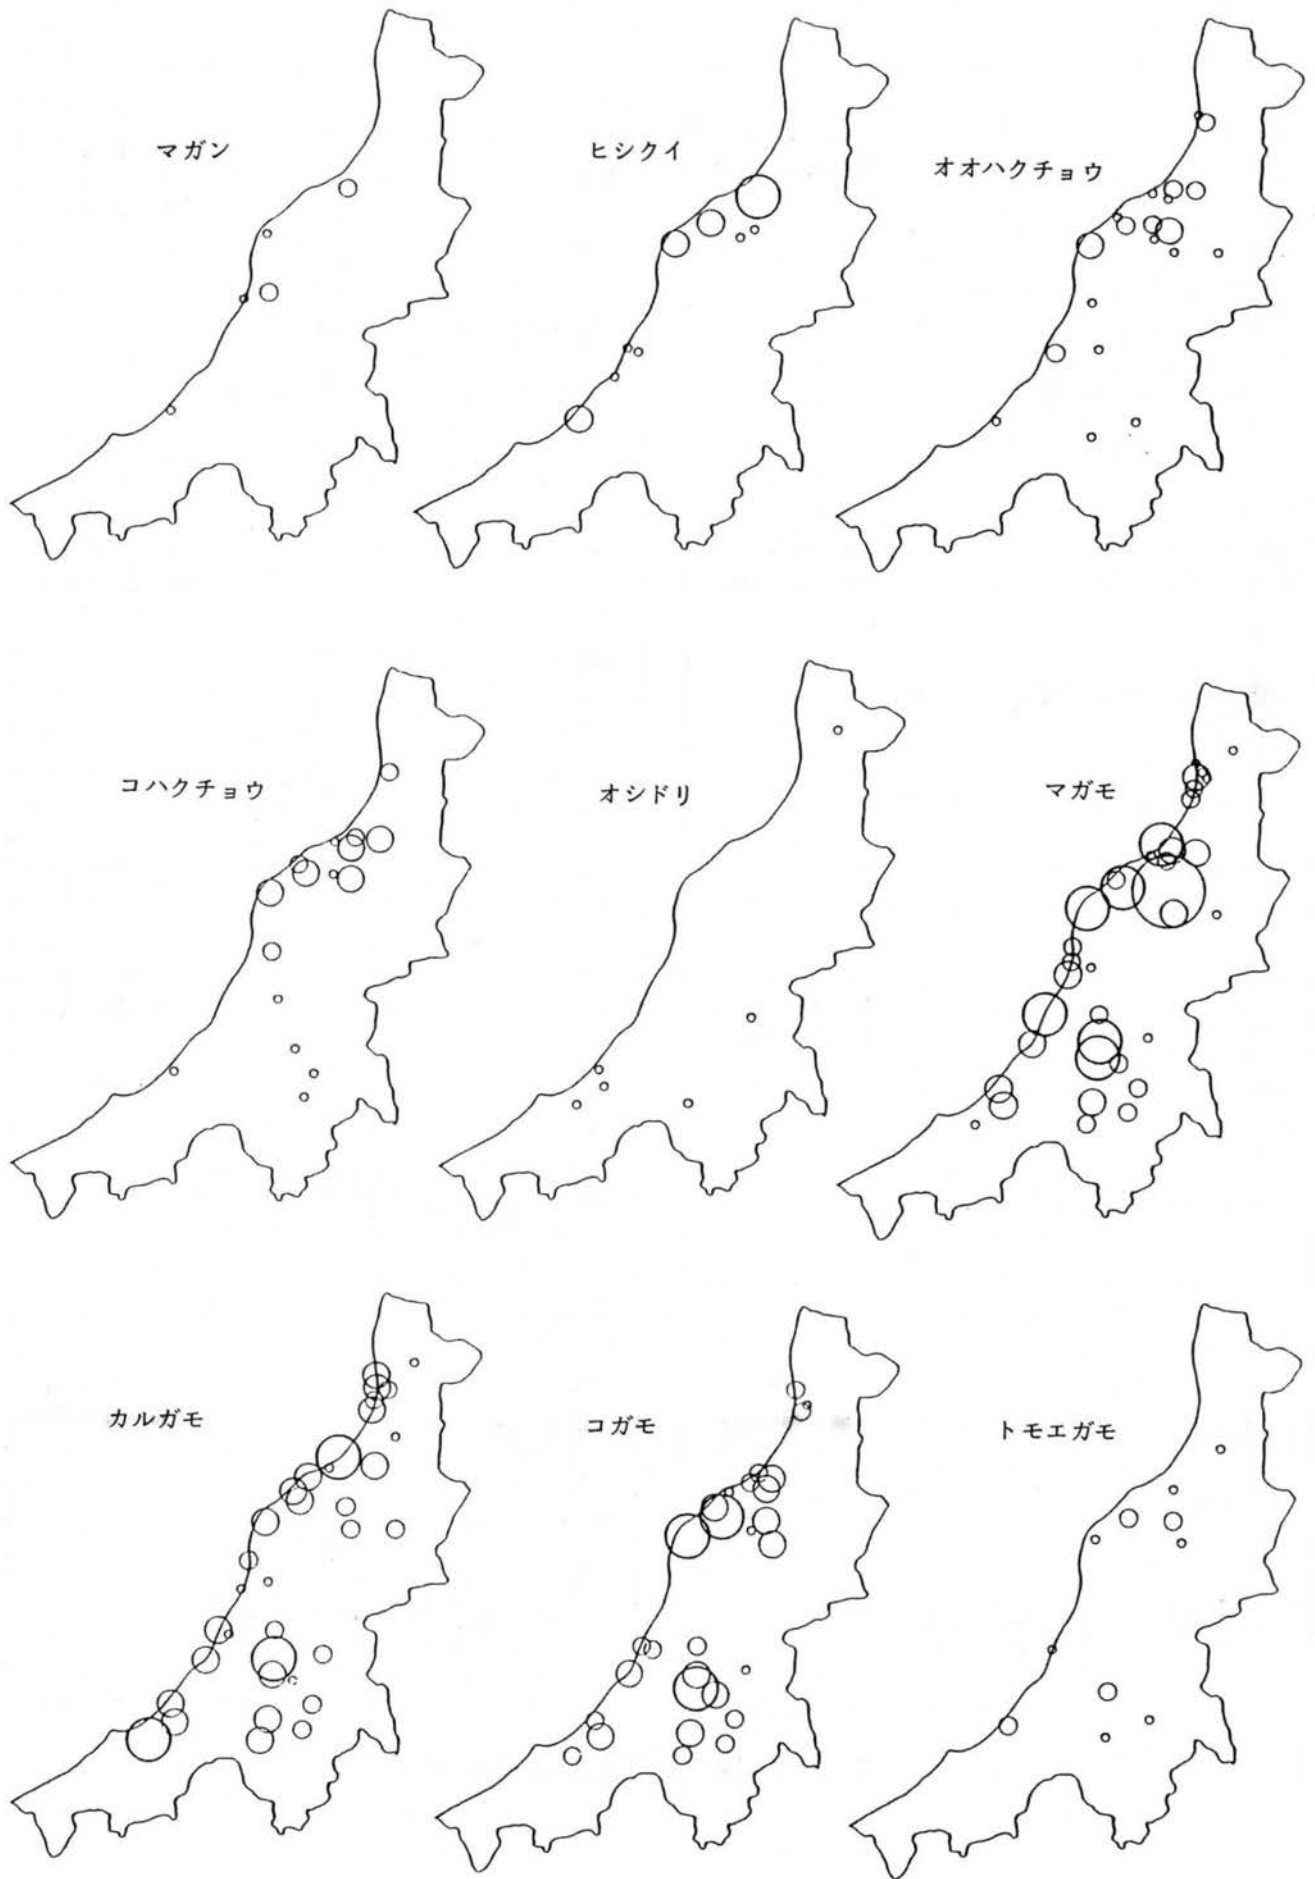 マガン
ヒシクイ
オオハクチョウ
コハクチョウ
オシドリ
マガモ
カルガモ
コガモ
トモエガモ